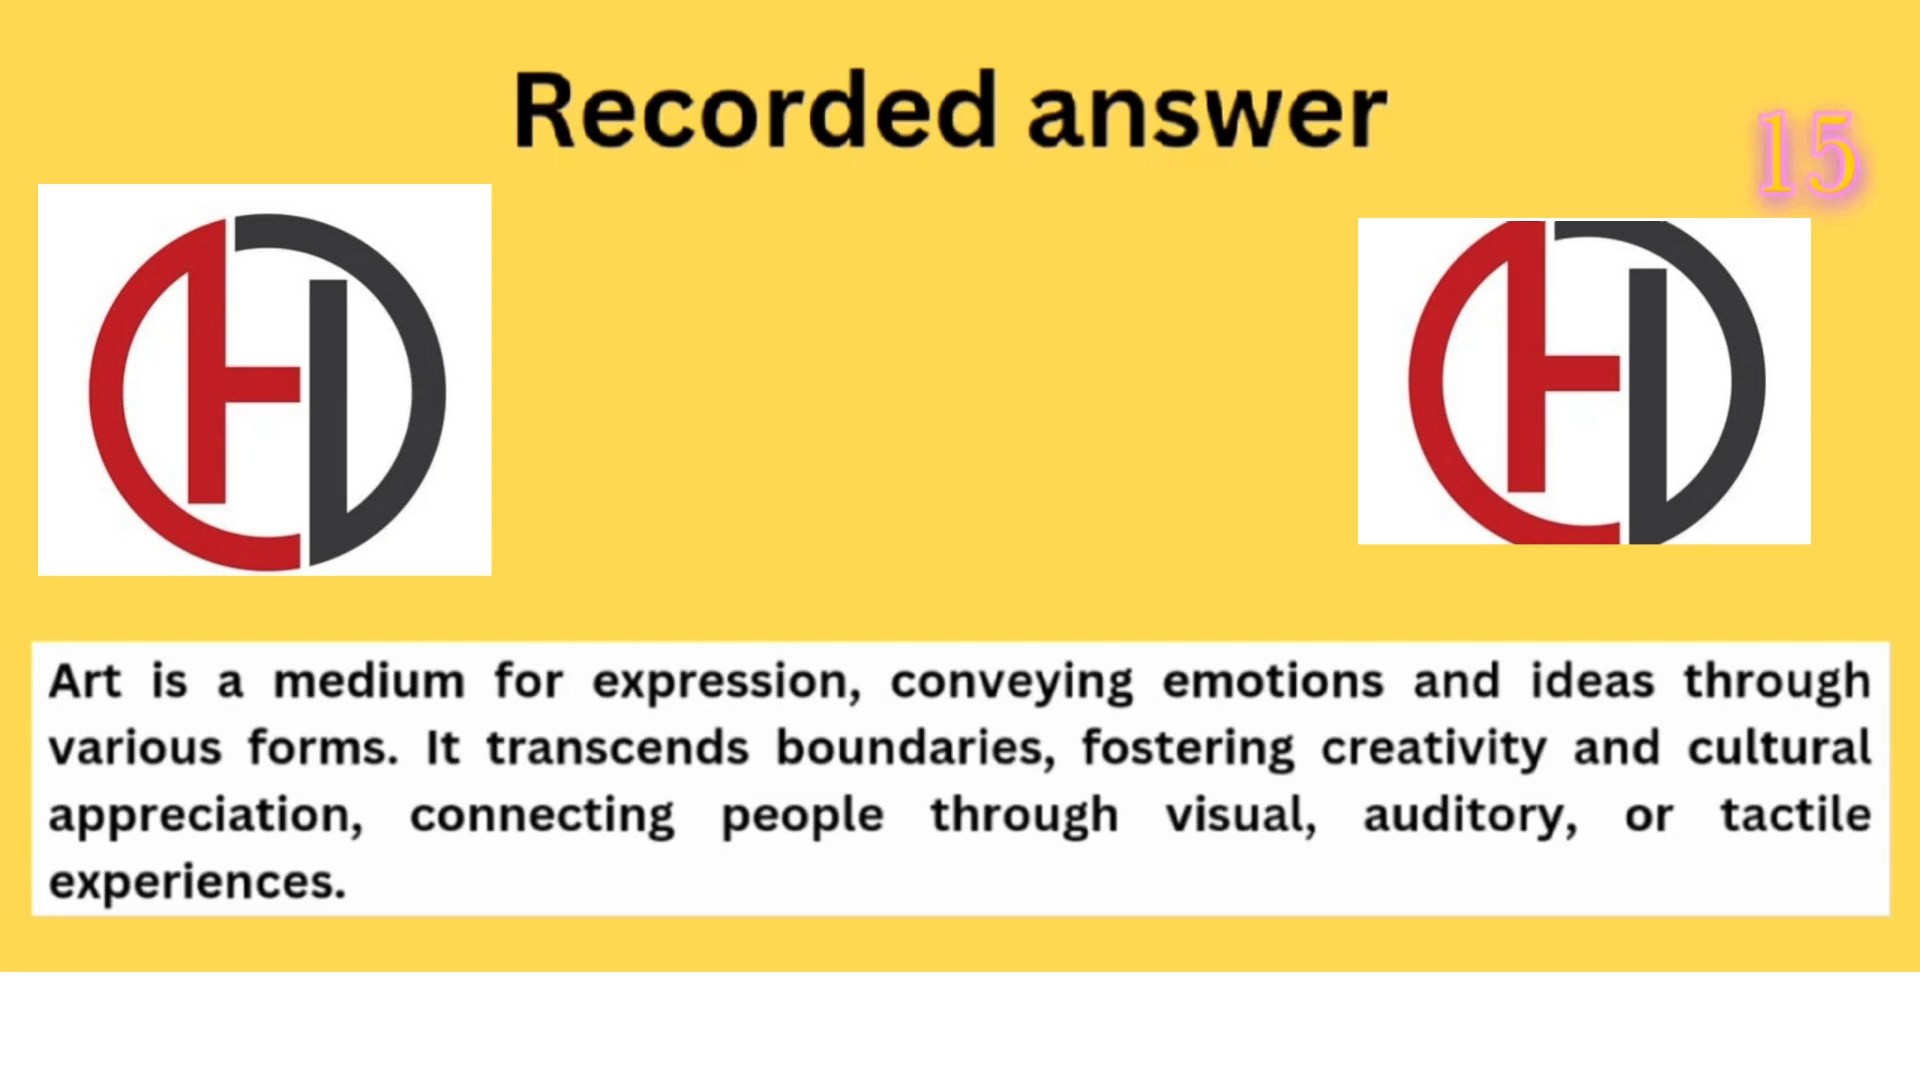 Recorded answer
15
Art is a medium for expression, conveying emotions and ideas through
various forms. It transcends boundaries, fostering creativity and cultural
appreciation, connecting people through visual, auditory, or tactile
experiences.